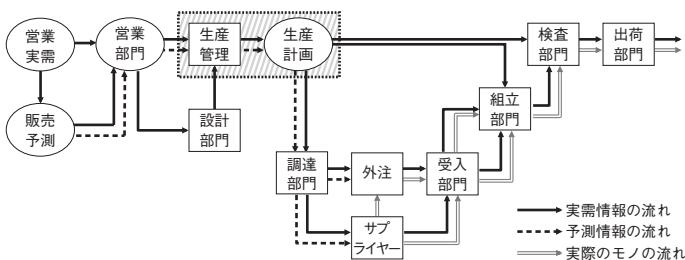 営業
実需
営業
部門
生産
管理
生産
計画
検査
部門
出荷
部門
販売
予測
設計
部門
組立
部門
調達
部門
外注
受入
部門
サプ
ライヤー
実需情報の流れ
予測情報の流れ
実際のモノの流れ